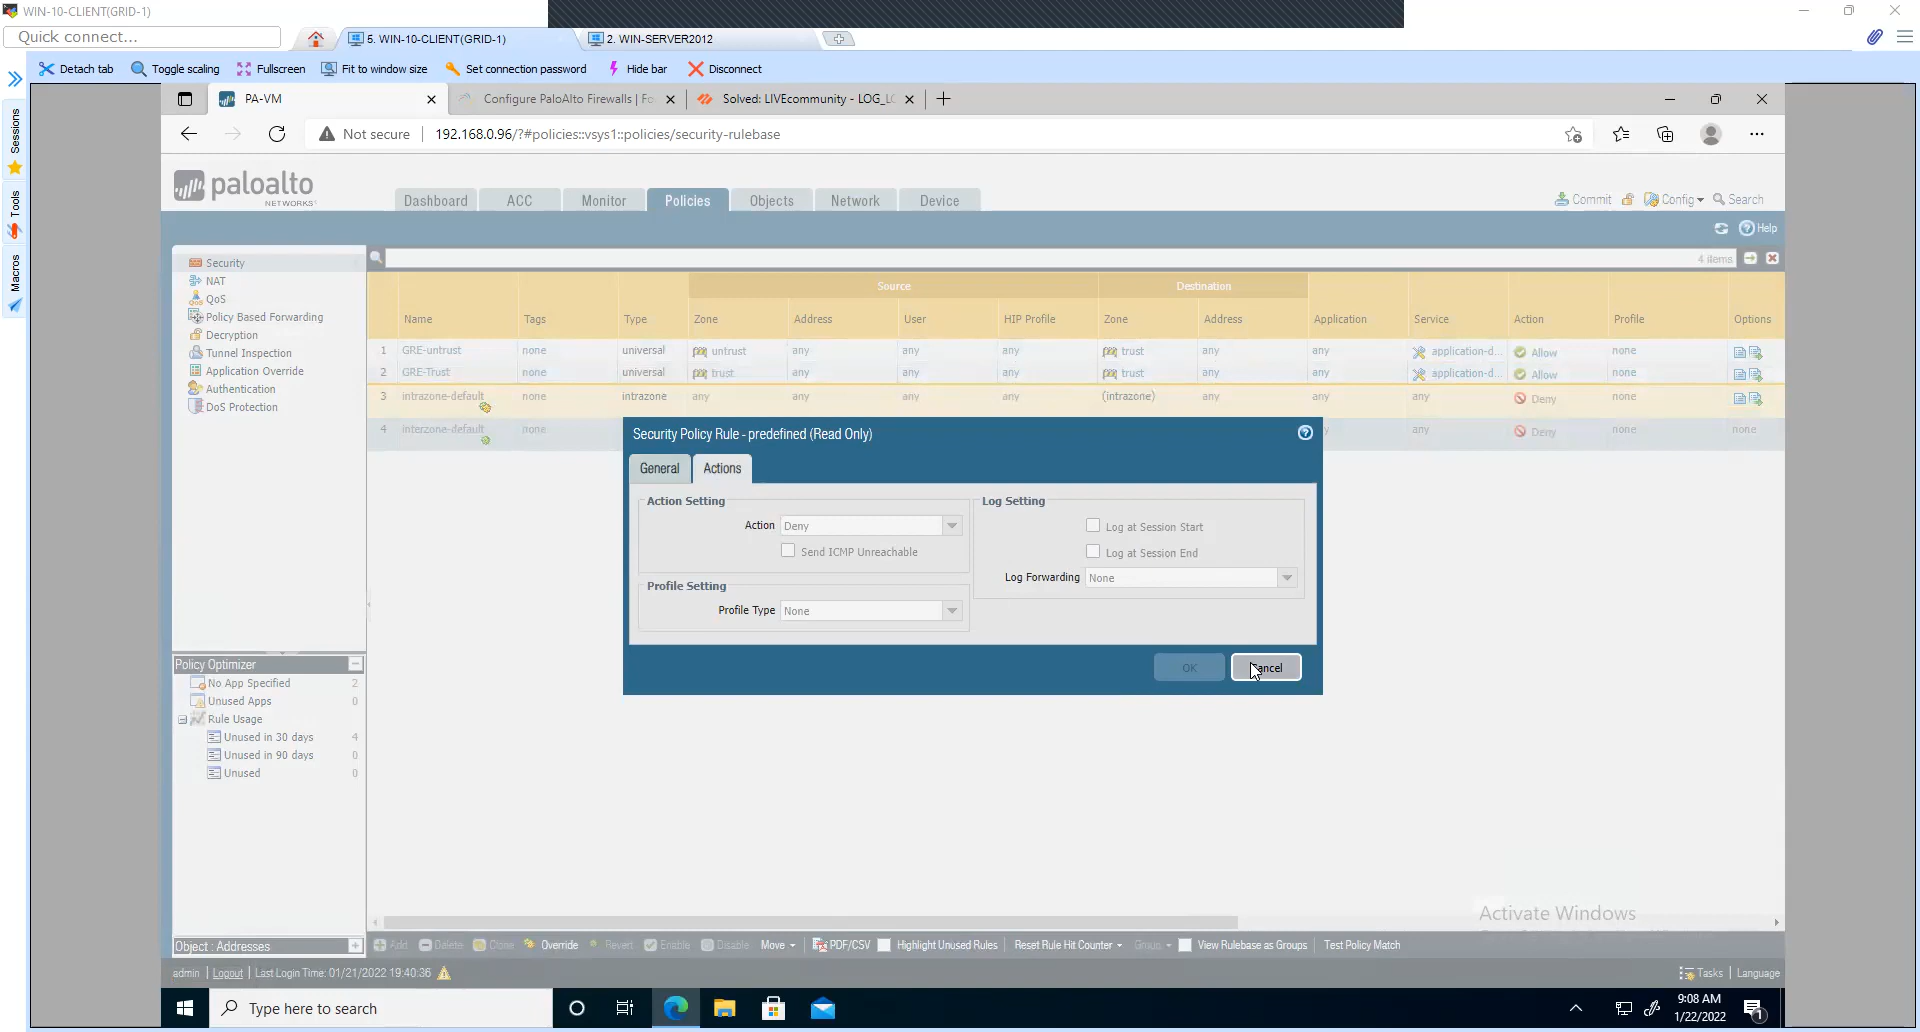 WIN-10-CLIENT(GRID-1)
Quick connect...
5. WIN-10-CLIENT(GRID-1)
2. WIN-SERVER2012
Detach tab
Toggle scaling
Fullscreen
Fit to window size
Set connection password
Hide bar
Disconnect
Sessions
Tools
Macros
PA-VM
Configure PaloAlto Firewalls | Fo
Solved: LIVEcommunity - LOG_LC
Not secure
192.168.0.96/?#policies::vsys1::policies/security-rulebase
paloalto
NETWORKS
Dashboard
ACC
Monitor
Policies
Objects
Network
Device
Commit
Config
Search
Help
Security
NAT
QoS
Policy Based Forwarding
Decryption
Tunnel Inspection
Application Override
Authentication
DoS Protection
4 items
Source
Destination
Name Tags Type Zone Address User HIP Profile Zone Address Application Service Action Profile Options
1 GRE-untrust none universal untrust any any any trust any any application-d... Allow none
2 GRE-Trust none universal trust any any any trust any any application-d... Allow none
3 intrazone-default none intrazone any any any any (intrazone) any any any Deny none
4 interzone-default none any Deny none none
Security Policy Rule - predefined (Read Only)
General
Actions
Action Setting
Action Deny
Send ICMP Unreachable
Profile Setting
Profile Type None
Log Setting
Log at Session Start
Log at Session End
Log Forwarding None
OK
Cancel
Policy Optimizer
No App Specified 2
Unused Apps 0
Rule Usage
Unused in 30 days 4
Unused in 90 days 0
Unused 0
Activate Windows
Object : Addresses
Add
Delete
Clone
Override
Revert
Enable
Disable
Move
PDF/CSV
Highlight Unused Rules
Reset Rule Hit Counter
Group
View Rulebase as Groups
Test Policy Match
admin | Logout | Last Login Time: 01/21/2022 19:40:36
Tasks | Language
Type here to search
9:08 AM
1/22/2022
1